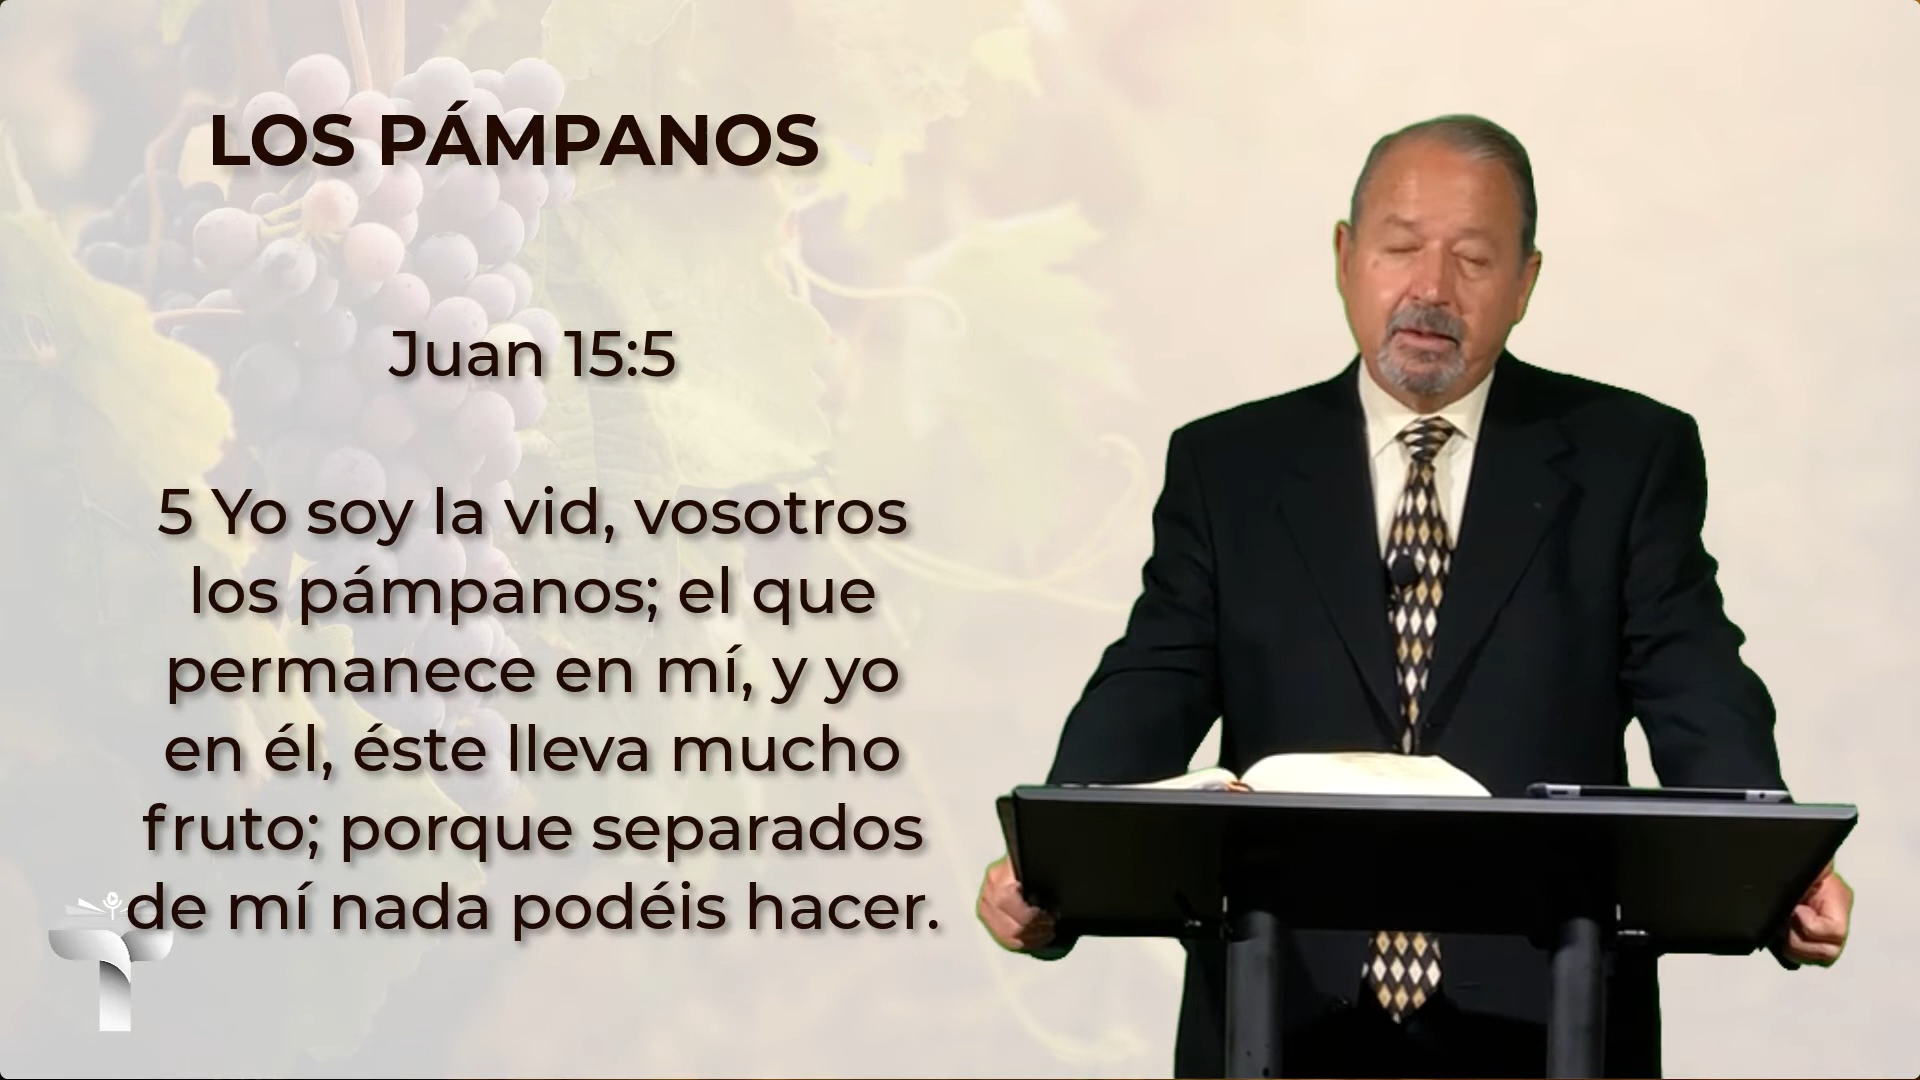 LOS PÁMPANOS
Juan 15:5
5 Yo soy la vid, vosotros
los pámpanos; el que
permanece en mí, y yo
en él, éste lleva mucho
fruto; porque separados
de mí nada podéis hacer.